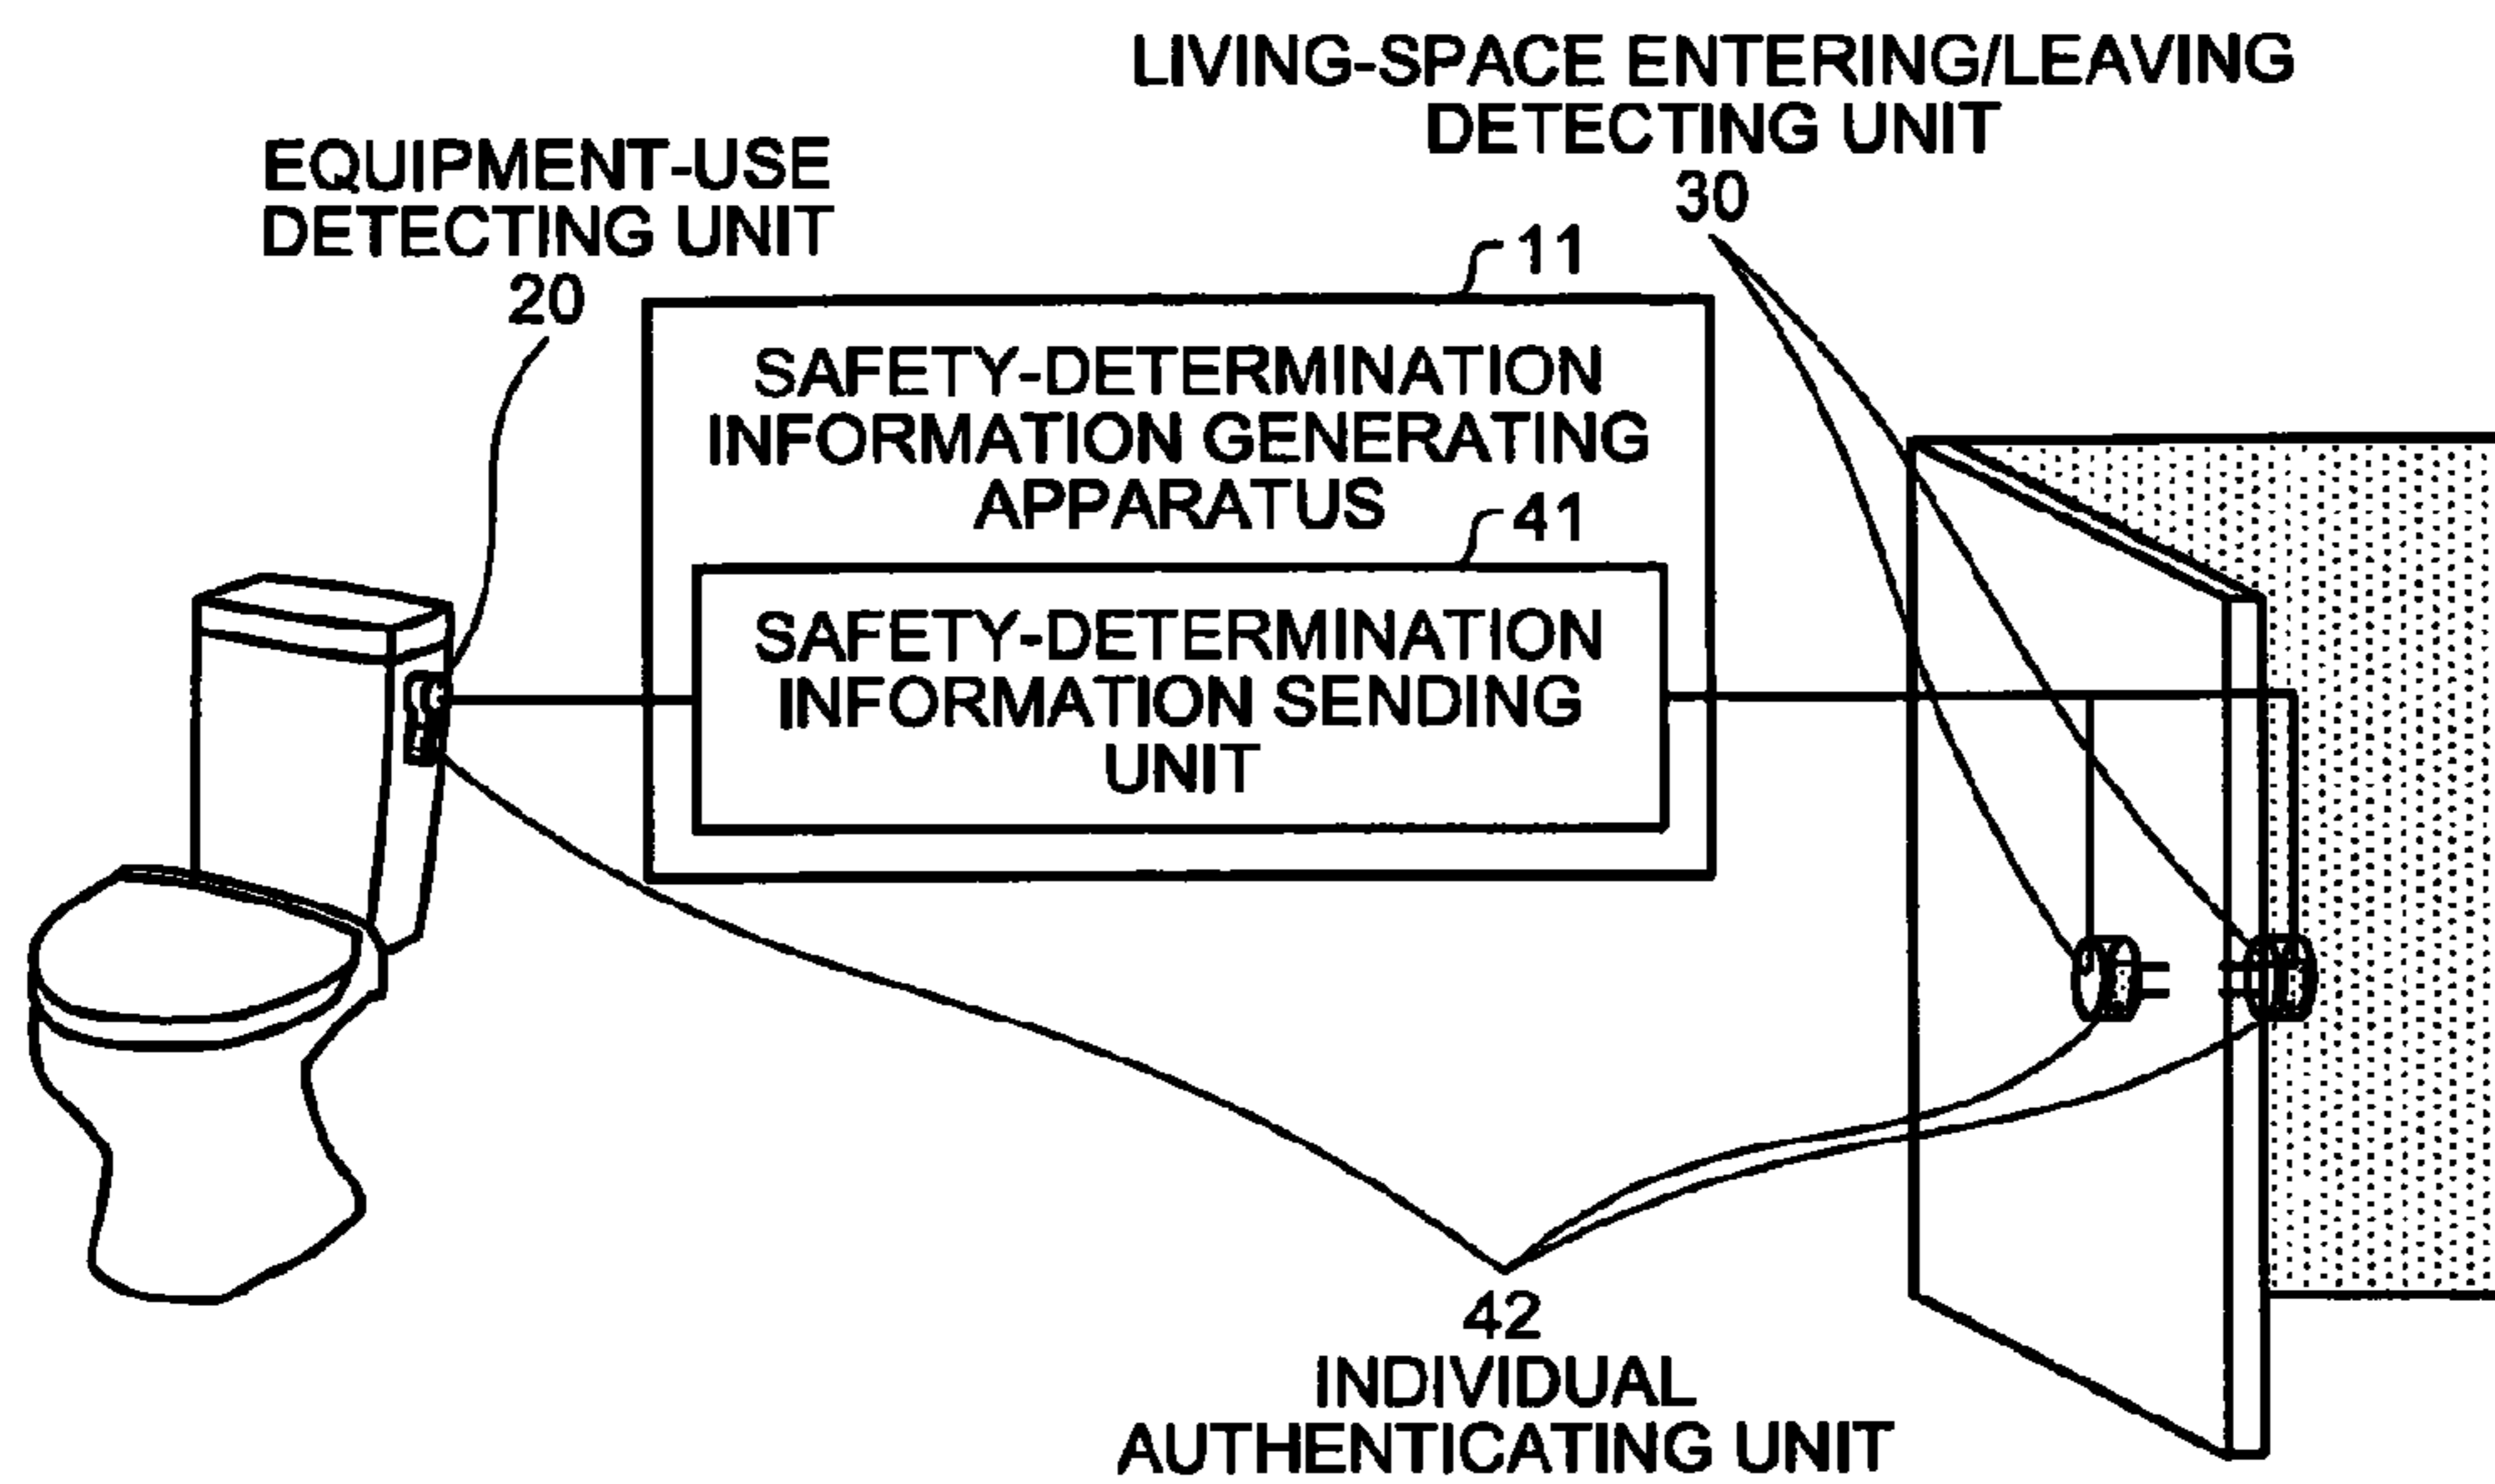 LIVING-SPACE ENTERING/LEAVING
DETECTING UNIT
30
EQUIPMENT-USE
DETECTING UNIT
20
11
SAFETY-DETERMINATION
INFORMATION GENERATING
APPARATUS
41
SAFETY-DETERMINATION
INFORMATION SENDING
UNIT
42
INDIVIDUAL
AUTHENTICATING UNIT